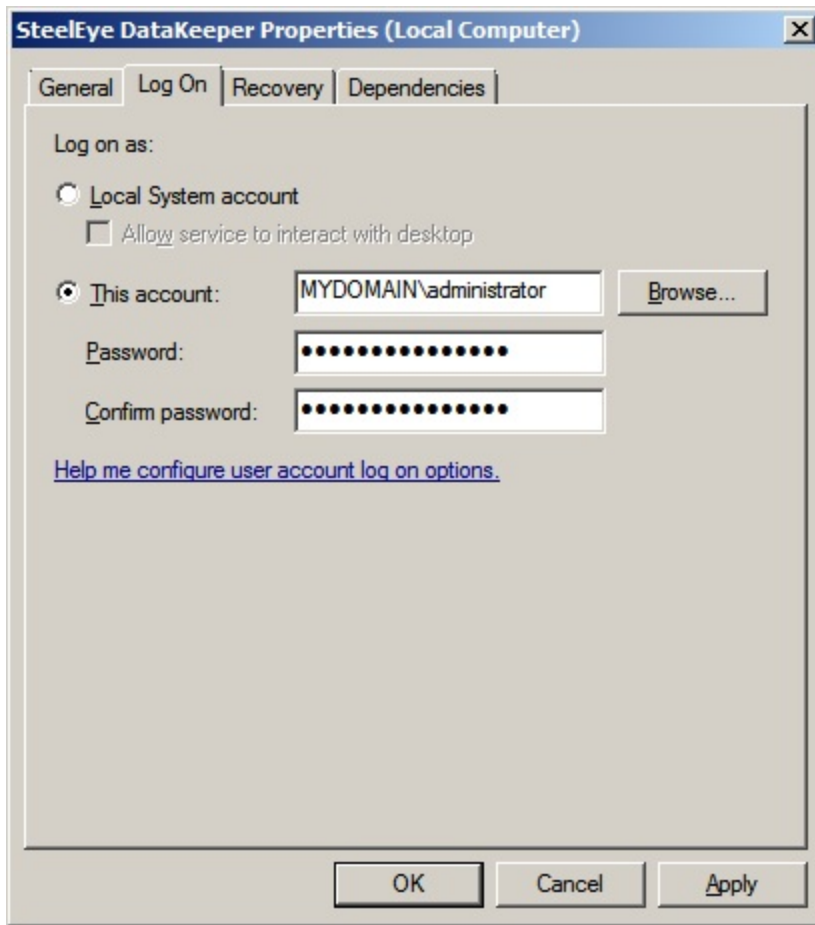 SteelEye DataKeeper Properties (Local Computer)
General Log On Recovery Dependencies
Log on as:
Local System account
Allow service to interact with desktop
This account: MYDOMAIN\administrator Browse...
Password: •••••••••••••••
Confirm password: •••••••••••••••
Help me configure user account log on options.
OK Cancel Apply